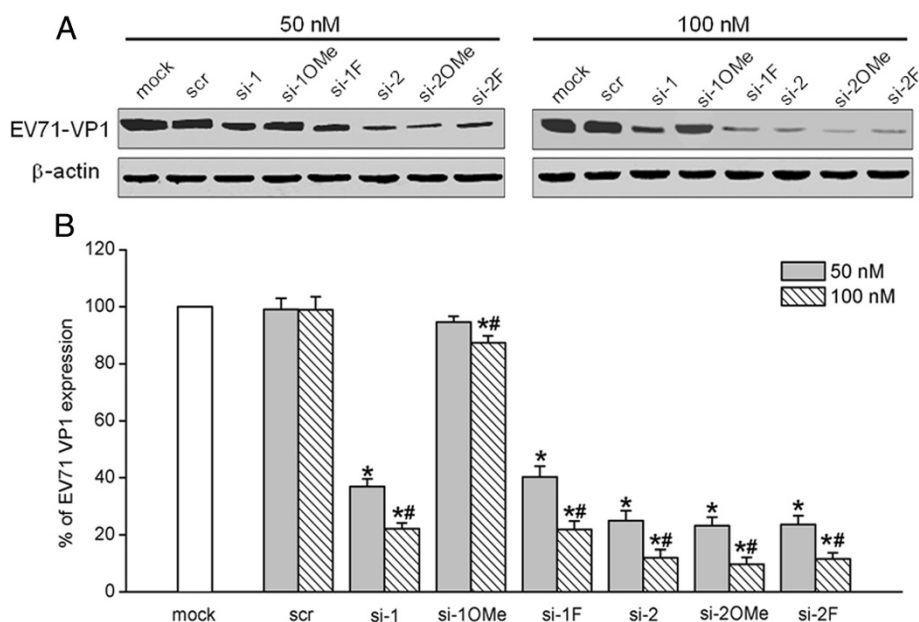 A
50 nM
100 nM
mock scr si-1 si-1OMe si-1F si-2 si-2OMe si-2F
mock scr si-1 si-1OMe si-1F si-2 si-2OMe si-2F
EV71-VP1
β-actin
B
% of EV71 VP1 expression
120
100
80
60
40
20
0
50 nM
100 nM
* *# *# * *# * *# * *# * *#
mock scr si-1 si-1OMe si-1F si-2 si-2OMe si-2F